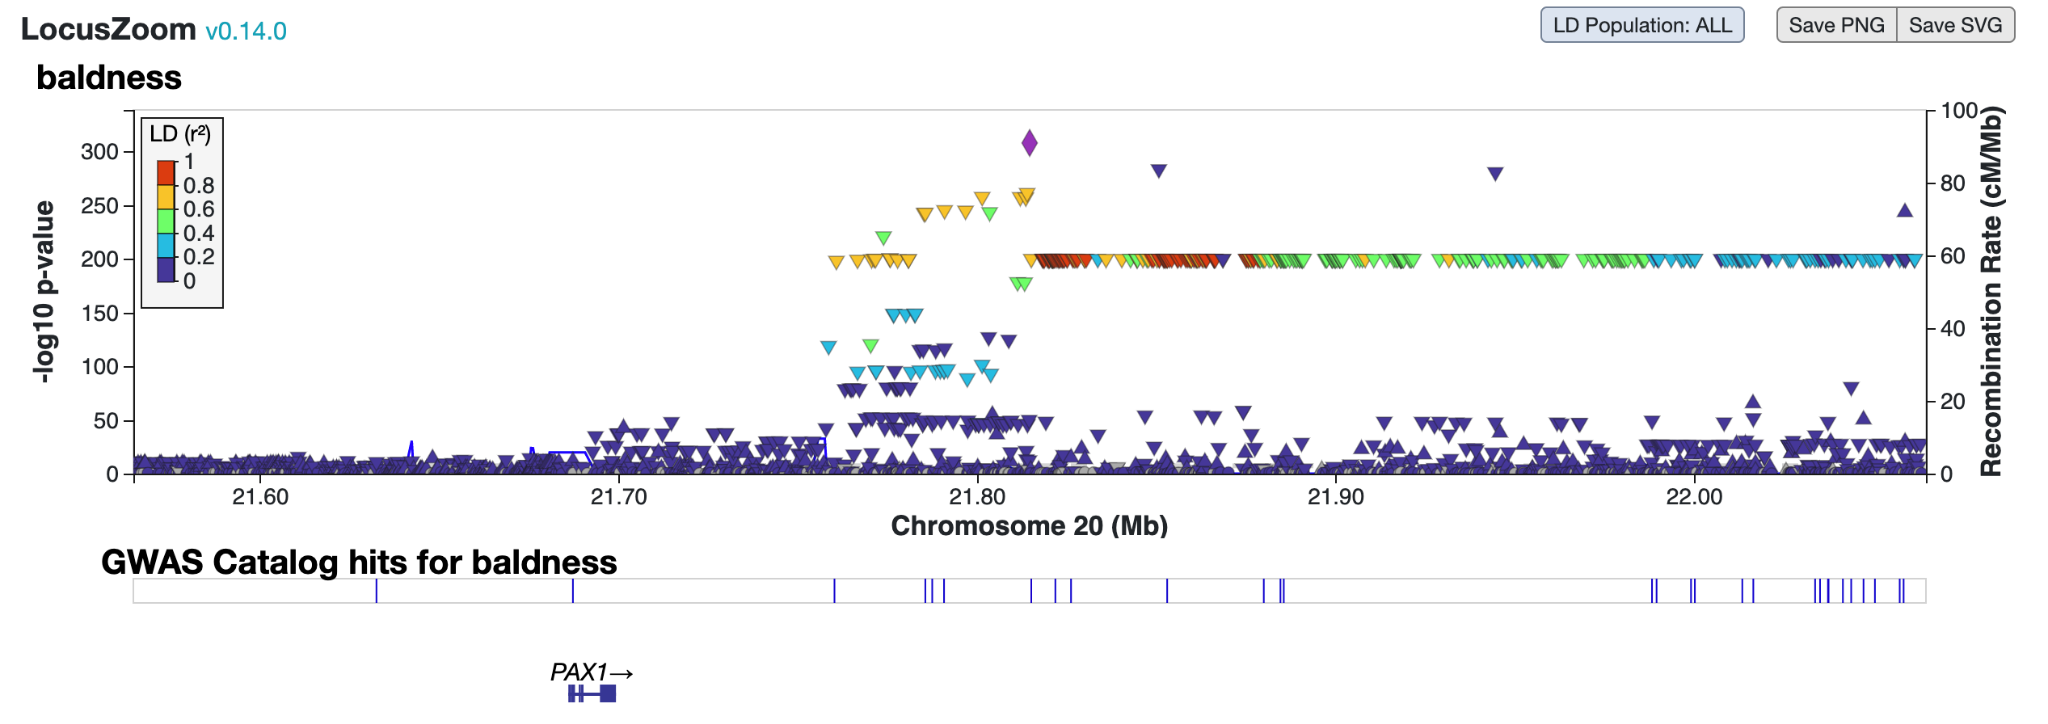 LocusZoom v0.14.0
LD Population: ALL
Save PNG
Save SVG
baldness
LD (r²)
1
0.8
0.6
0.4
0.2
0
300
250
200
150
100
50
0
-log10 p-value
100
80
60
40
20
0
Recombination Rate (cM/Mb)
21.60
21.70
21.80
21.90
22.00
Chromosome 20 (Mb)
GWAS Catalog hits for baldness
PAX1→